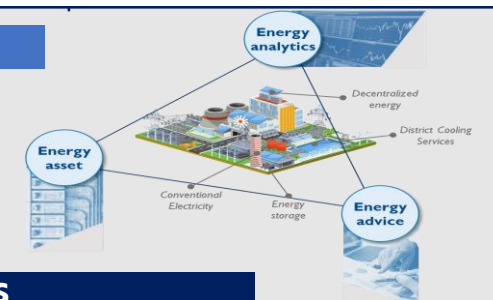 Energy
analytics
Decentralized
energy
District Cooling
Services
Energy
asset
Conventional
Electricity
Energy
storage
Energy
advice
S